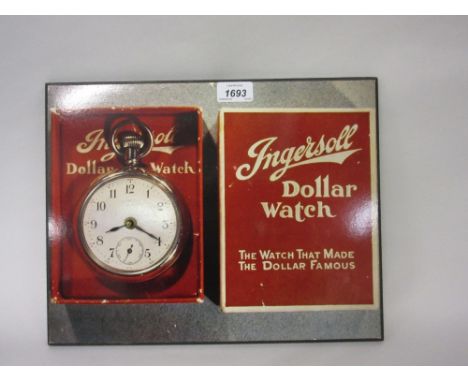 1693
Ingersoll
Dollar Watch
12
1
2
3
4
5
7
8
9
10
11
Ingersoll
Dollar
Watch
THE WATCH THAT MADE
THE DOLLAR FAMOUS